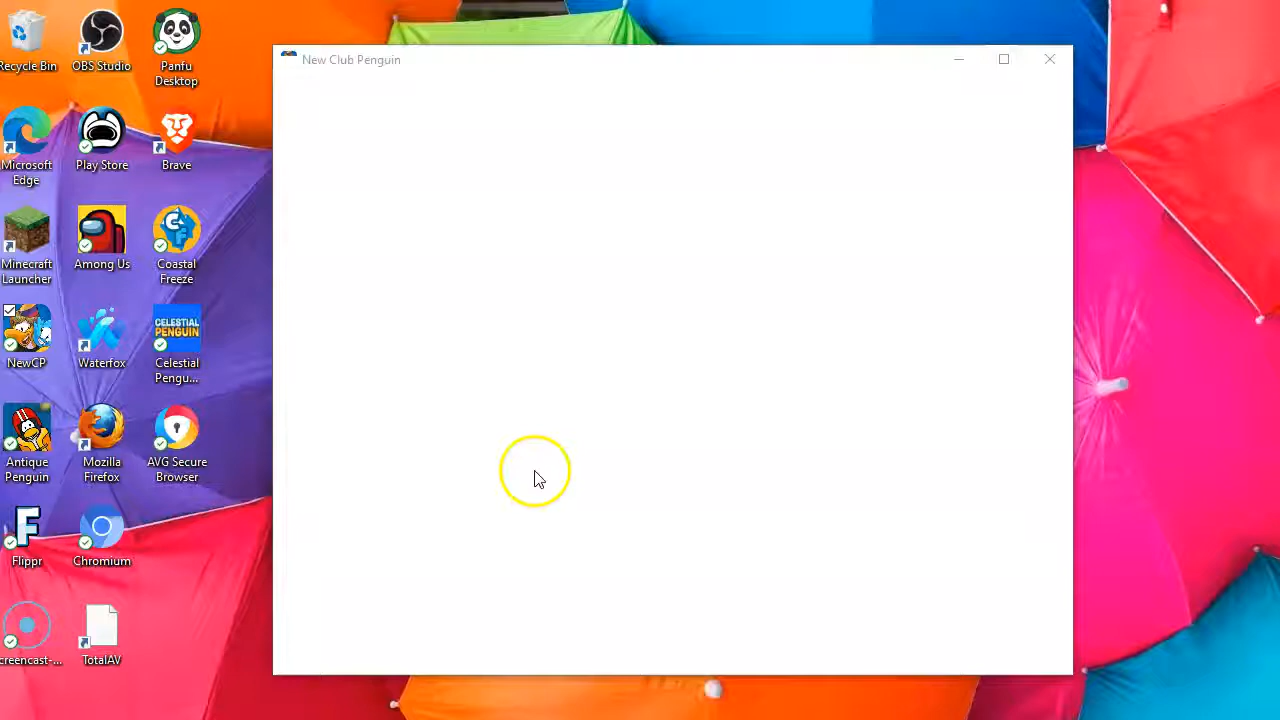 New Club Penguin
Recycle Bin
OBS Studio
Panfu
Desktop
Microsoft
Edge
Play Store
Brave
Minecraft
Launcher
Among Us
Coastal
Freeze
CELESTIAL
PENGUIN
NewCP
Waterfox
Celestial
Pengu...
Antique
Penguin
Mozilla
Firefox
AVG Secure
Browser
F
Flippr
Chromium
creencast-...
TotalAV